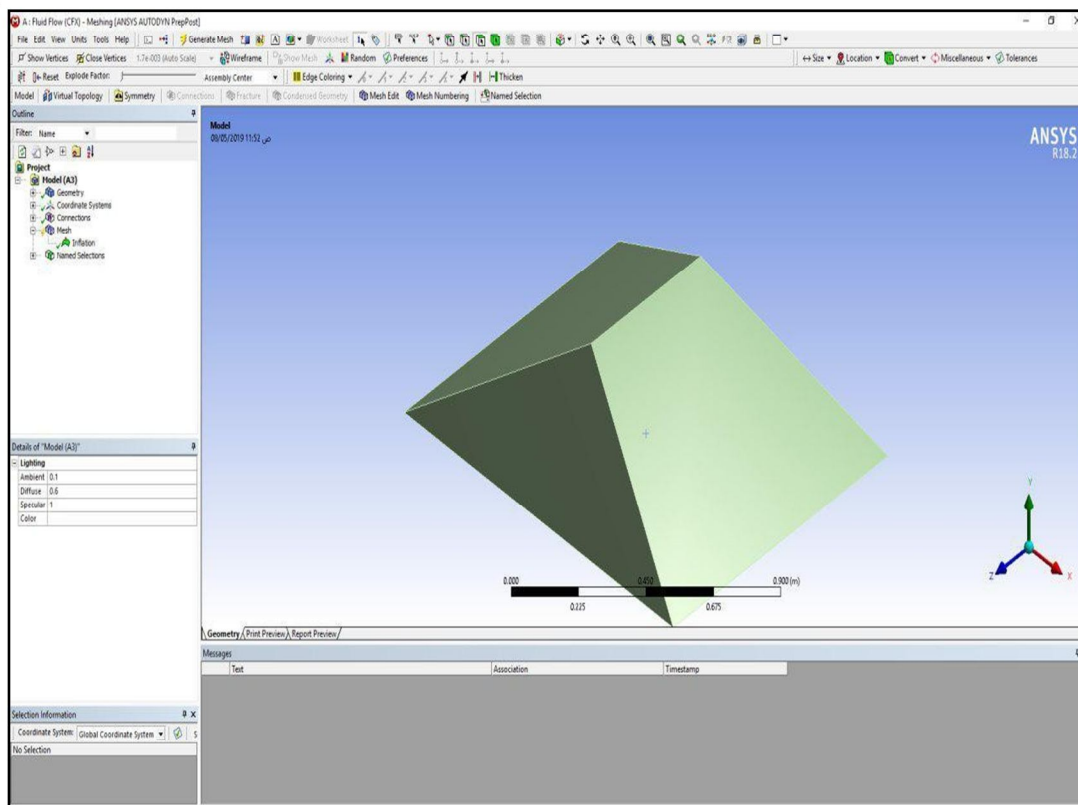 A : Fluid Flow (CFX) - Meshing [ANSYS AUTODYN PrepPost]
File Edit View Units Tools Help Generate Mesh Worksheet
Show Vertices Close Vertices 1.7e-003 (Auto Scale) Wireframe Show Mesh Random Preferences Size Location Convert Miscellaneous Tolerances
Reset Explode Factor: Assembly Center Edge Coloring Thicken
Model Virtual Topology Symmetry Connections Fracture Condensed Geometry Mesh Edit Mesh Numbering Named Selection
Outline
Filter: Name
Project
Model (A3)
Geometry
Coordinate Systems
Connections
Mesh
Inflation
Named Selections
Details of "Model (A3)"
Lighting
Ambient 0.1
Diffuse 0.6
Specular 1
Color
Selection Information
Coordinate System: Global Coordinate System S
No Selection
Model
08/05/2019 11:52 ص
ANSYS
R18.2
Y
Z
X
0.000 0.450 0.900 (m)
0.225 0.675
Geometry Print Preview Report Preview
Messages
Text Association Timestamp